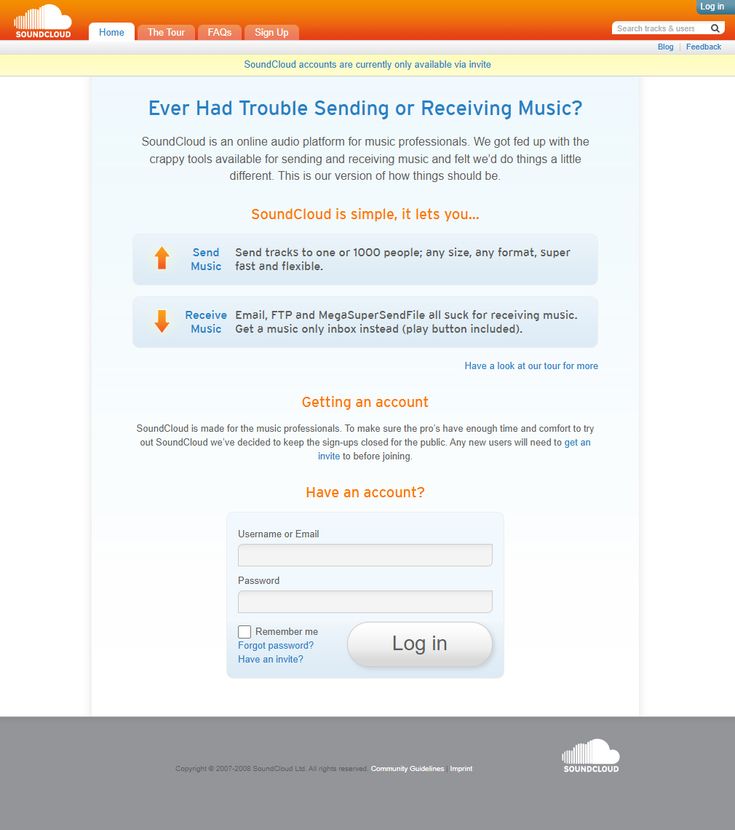 Log in
SOUNDCLOUD
Home
The Tour
FAQs
Sign Up
Search tracks & users
Blog
Feedback
SoundCloud accounts are currently only available via invite
Ever Had Trouble Sending or Receiving Music?
SoundCloud is an online audio platform for music professionals. We got fed up with the
crappy tools available for sending and receiving music and felt we'd do things a little
different. This is our version of how things should be.
SoundCloud is simple, it lets you...
Send
Music
Send tracks to one or 1000 people; any size, any format, super
fast and flexible.
Receive
Music
Email, FTP and MegaSuperSendFile all suck for receiving music.
Get a music only inbox instead (play button included).
Have a look at our tour for more
Getting an account
SoundCloud is made for the music professionals. To make sure the pro's have enough time and comfort to try
out SoundCloud we've decided to keep the sign-ups closed for the public. Any new users will need to get an
invite to before joining.
Have an account?
Username or Email
Password
Remember me
Forgot password?
Have an invite?
Log in
Copyright © 2007-2008 SoundCloud Ltd. All rights reserved. Community Guidelines | Imprint
SOUNDCLOUD